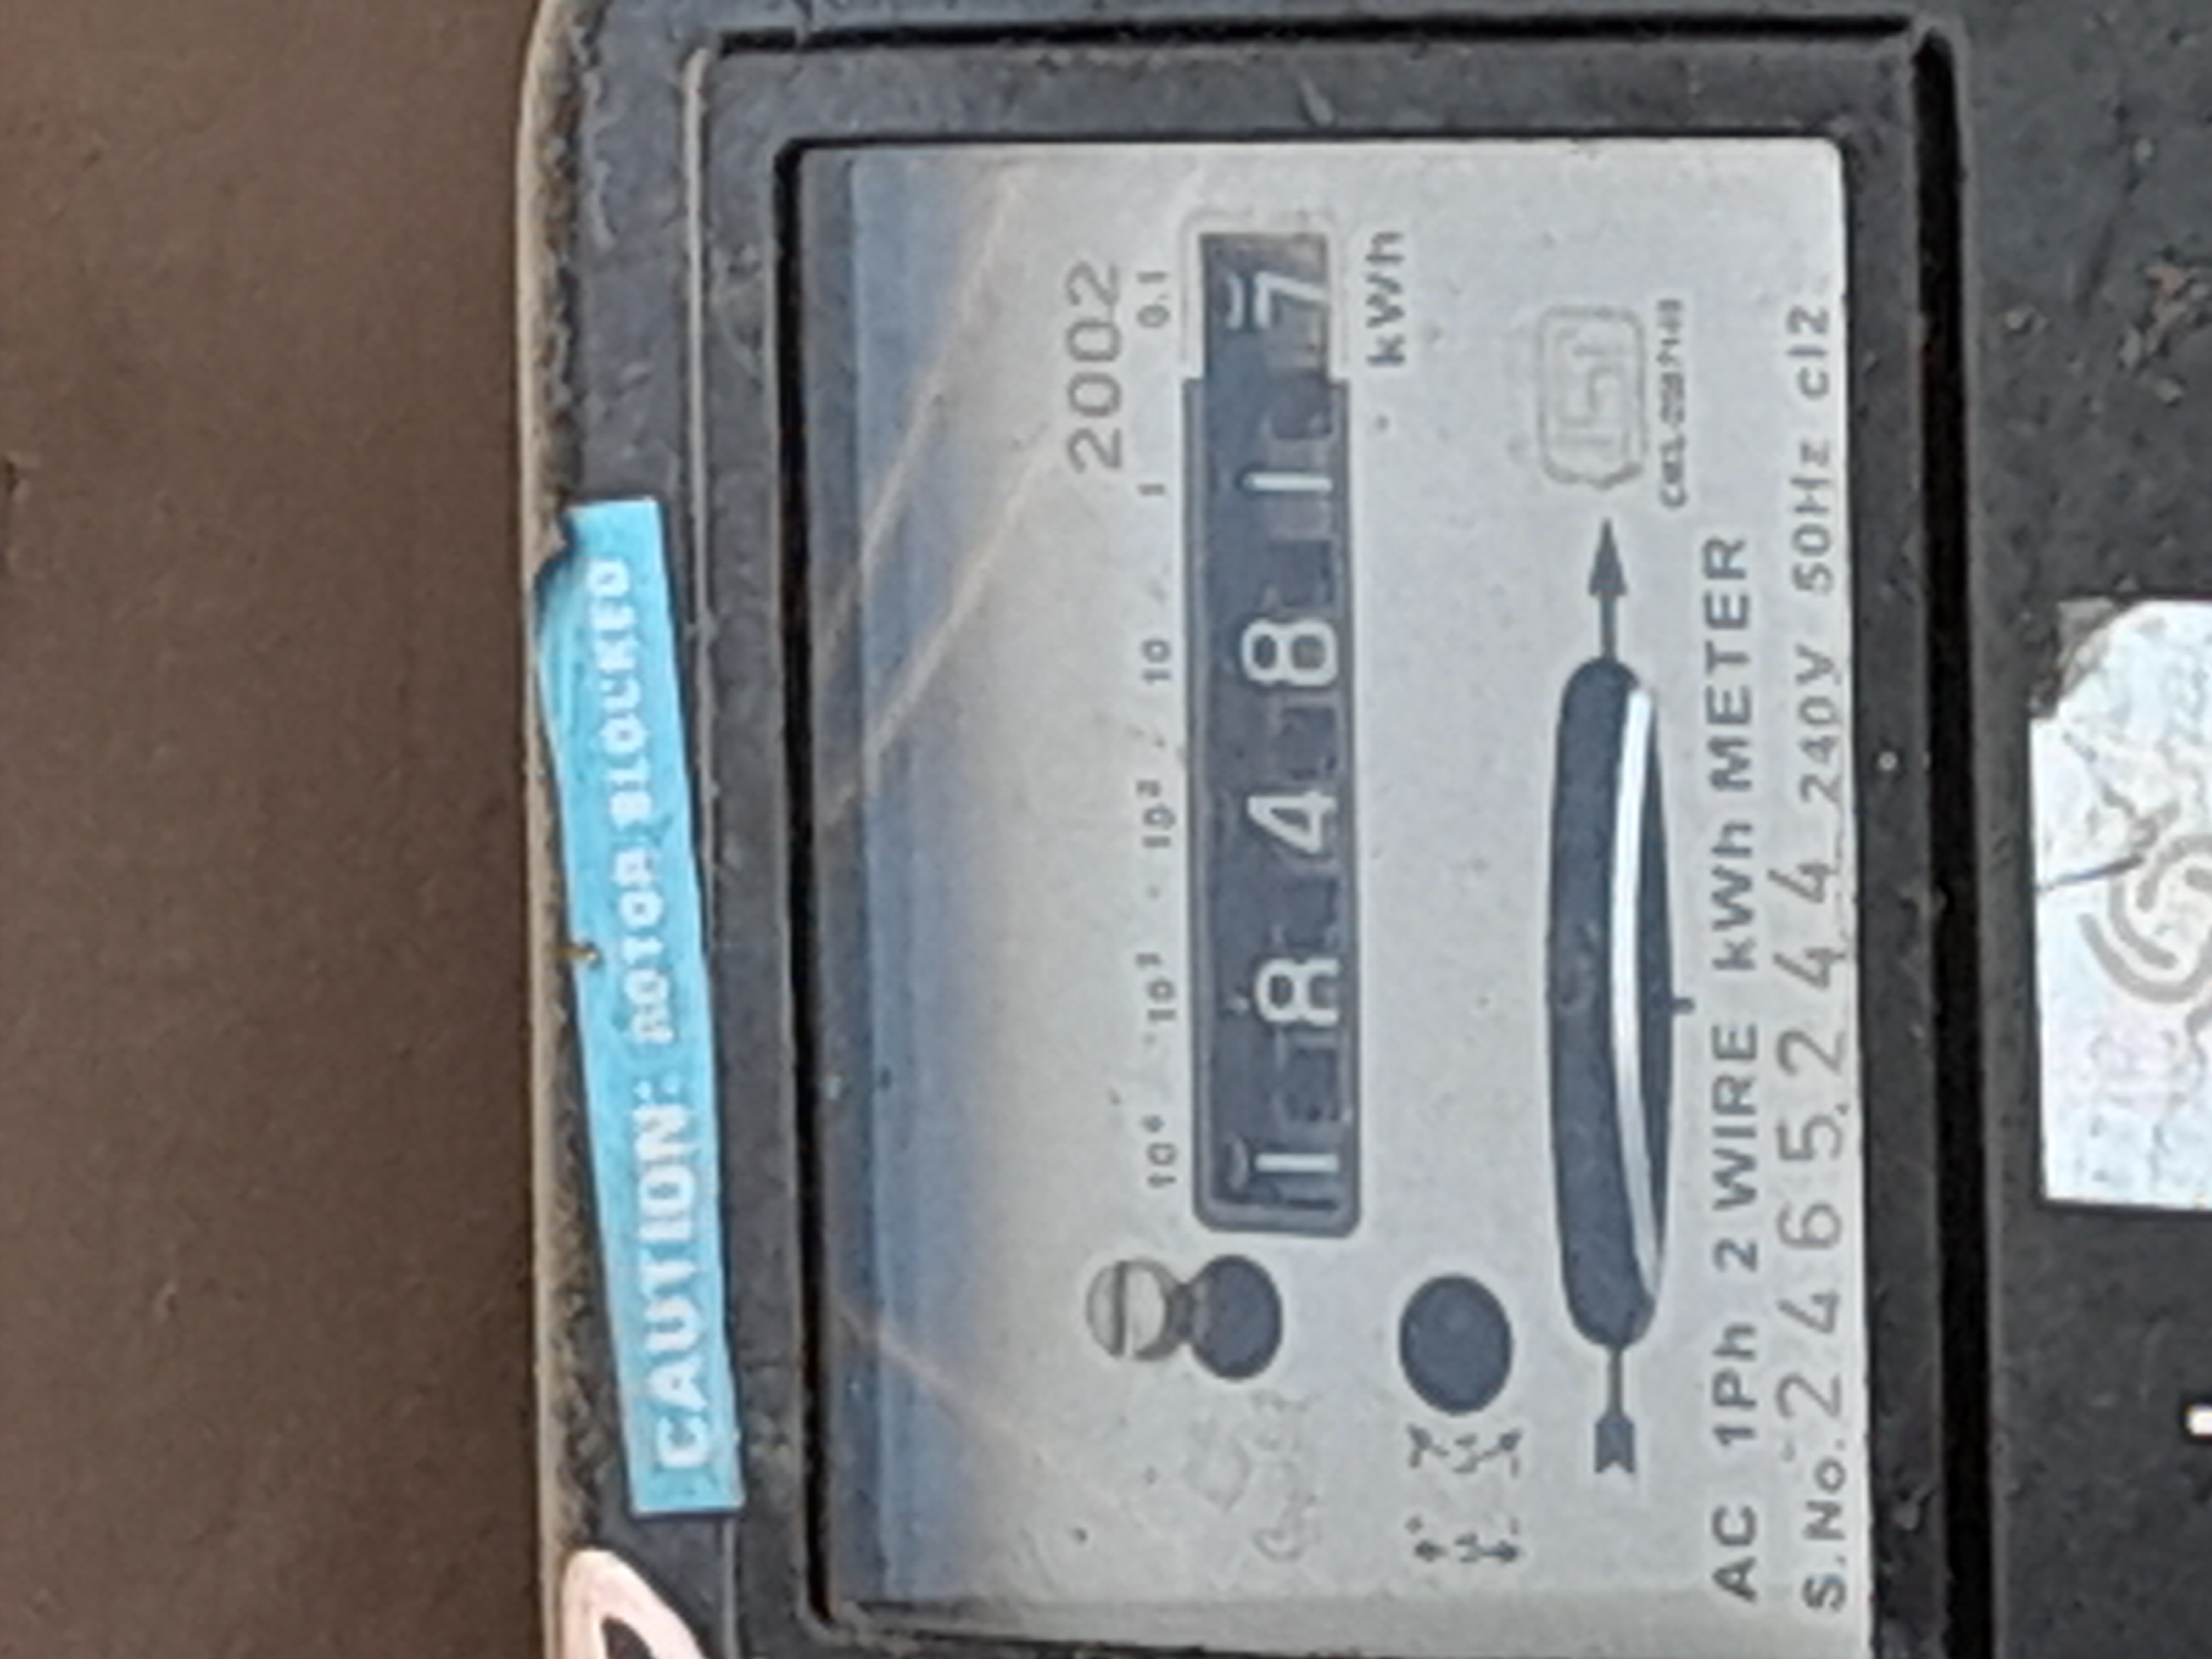 CAUTION: ROTOR BLOCKED
2002
10⁴ 10³ 10² 10 1 0.1
1 8 4 8 1 7
kWh
AC 1Ph 2 WIRE kWh METER
S.No. 2465244 240V 50Hz cl2